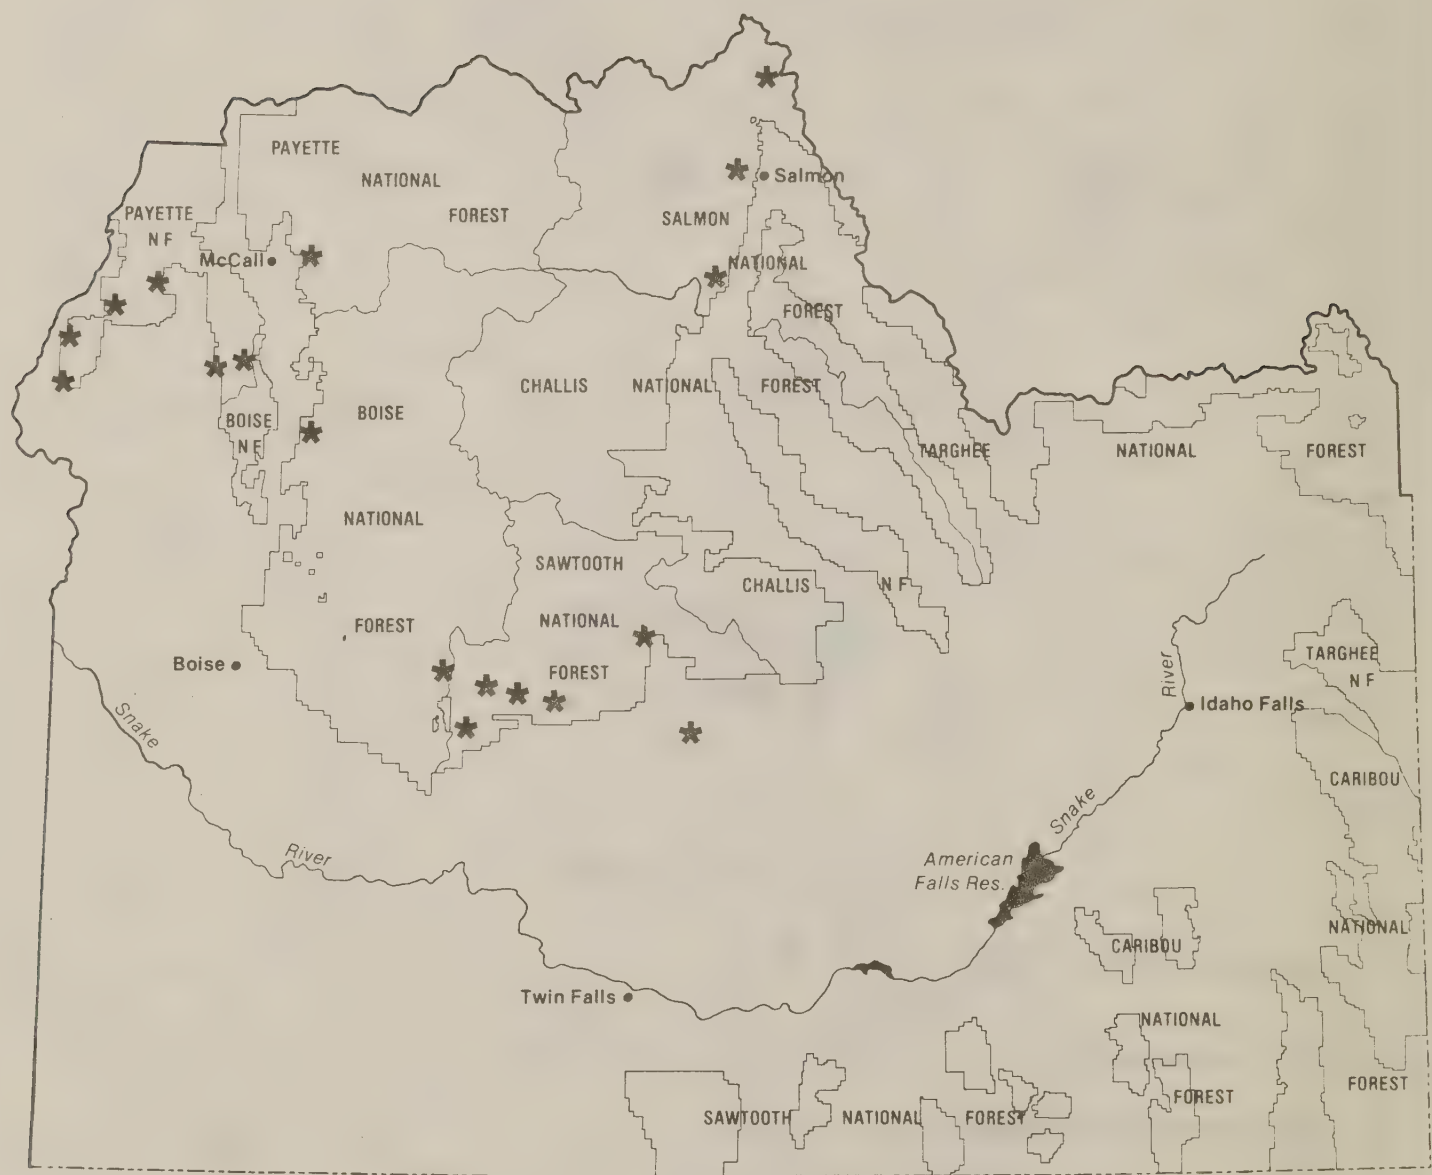 PAYETTE
NATIONAL
FOREST
Salmon
PAYETTE
N F
SALMON
McCall
NATIONAL
FOREST
CHALLIS
NATIONAL
FOREST
BOISE
BOISE
N F
TARGHEE
NATIONAL
FOREST
NATIONAL
SAWTOOTH
CHALLIS
N F
FOREST
NATIONAL
Boise
FOREST
TARGHEE
N F
River
Idaho Falls
Snake
CARIBOU
Snake
River
American
Falls Res.
NATIONAL
CARIBOU
Twin Falls
NATIONAL
FOREST
FOREST
SAWTOOTH
NATIONAL
FOREST